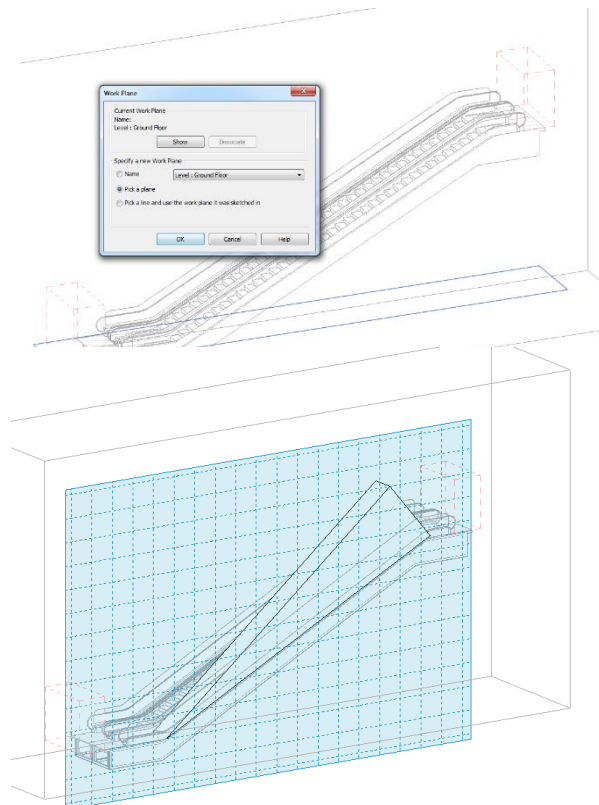 Work Plane
Current Work Plane
Name:
Level : Ground Floor
Show
Dissociate
Specify a new Work Plane
Name
Level : Ground Floor
Pick a plane
Pick a line and use the work plane it was sketched in
OK
Cancel
Help